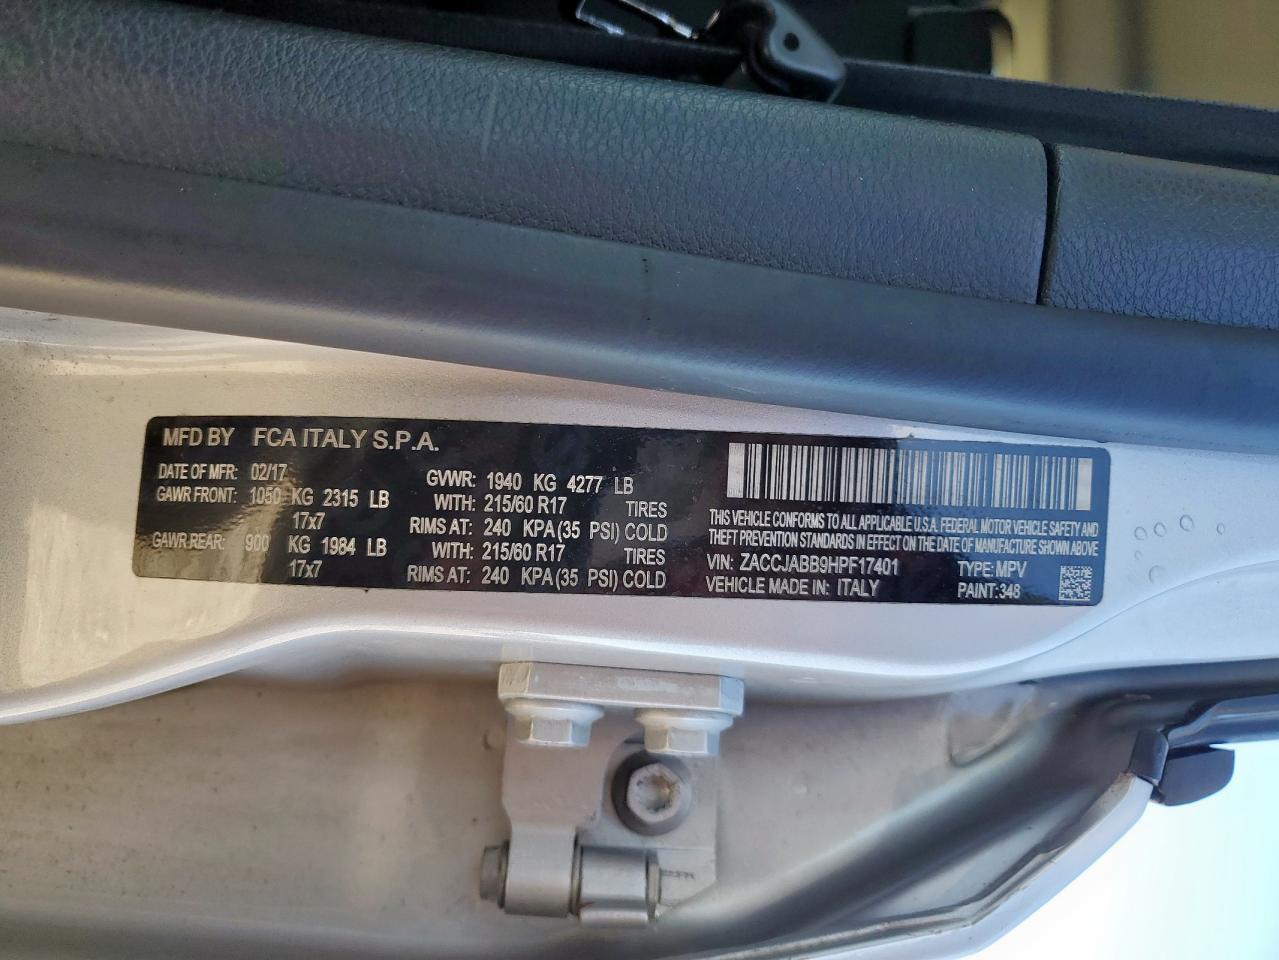 MFD BY FCA ITALY S.P.A.
DATE OF MFR: 02/17 GVWR: 1940 KG 4277 LB
GAWR FRONT: 1050 KG 2315 LB WITH: 215/60 R17 TIRES
17x7 RIMS AT: 240 KPA(35 PSI) COLD
GAWR REAR: 900 KG 1984 LB WITH: 215/60 R17 TIRES
17x7 RIMS AT: 240 KPA(35 PSI) COLD
THIS VEHICLE CONFORMS TO ALL APPLICABLE U.S.A. FEDERAL MOTOR VEHICLE SAFETY AND
THEFT PREVENTION STANDARDS IN EFFECT ON THE DATE OF MANUFACTURE SHOWN ABOVE
VIN: ZACCJABB9HPF17401 TYPE: MPV
VEHICLE MADE IN: ITALY PAINT: 348